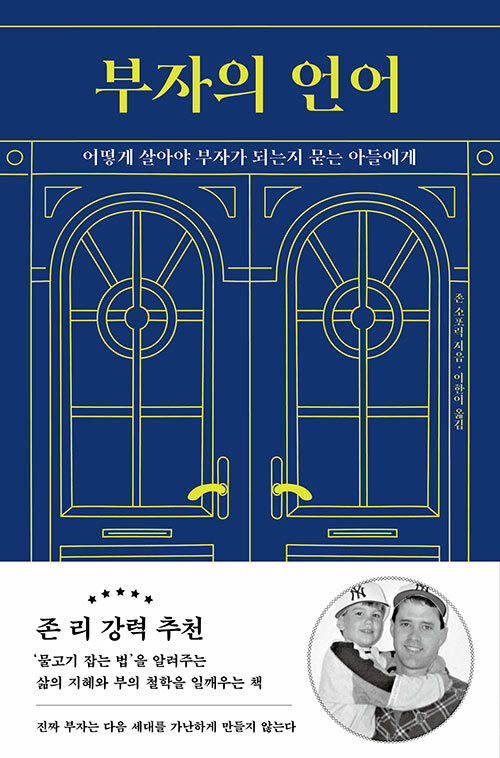 부자의 언어
어떻게 살아야 부자가 되는지 묻는 아들에게
존 소포릭 지음 · 이한이 옮김
존 리 강력 추천
‘물고기 잡는 법’을 알려주는
삶의 지혜와 부의 철학을 일깨우는 책
진짜 부자는 다음 세대를 가난하게 만들지 않는다
NY
NY